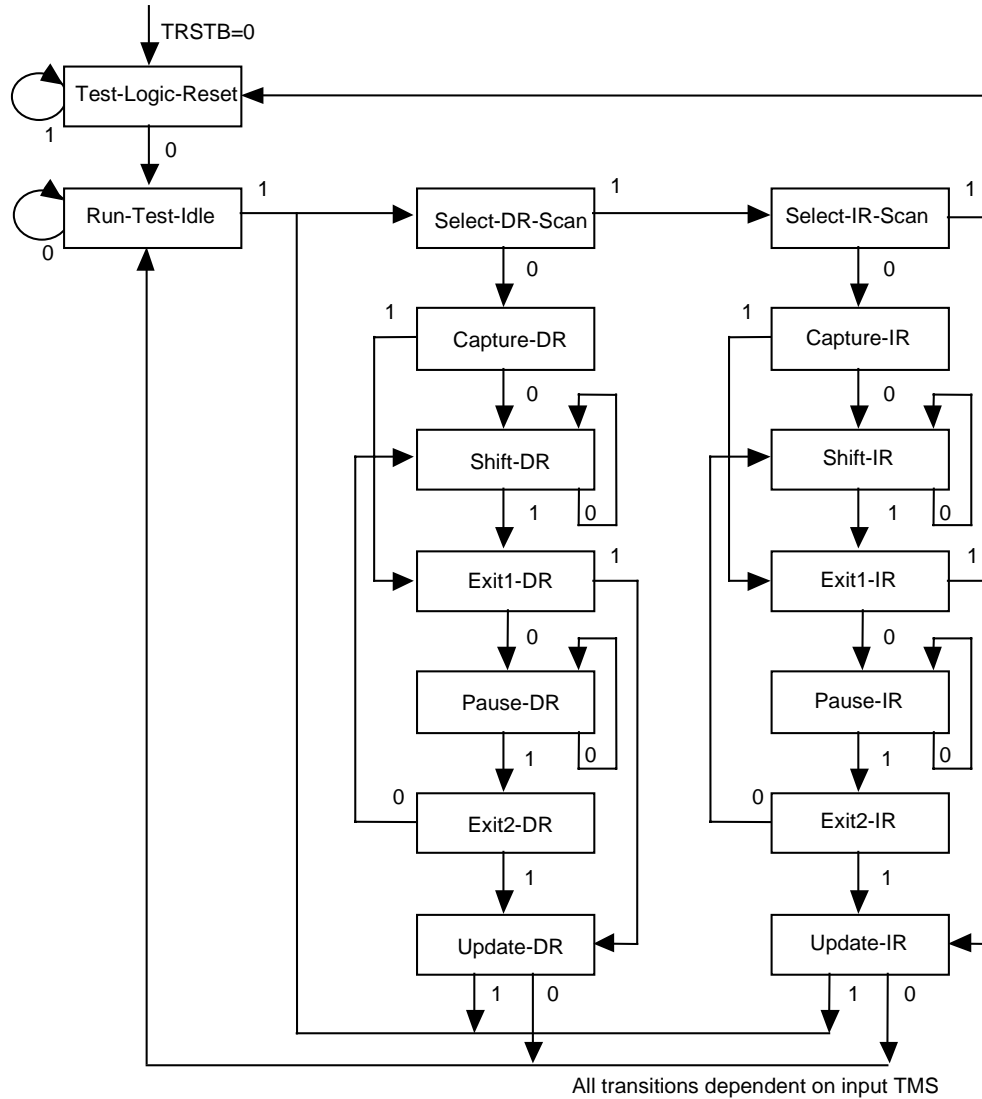 TRSTB=0
Test-Logic-Reset
1
0
Run-Test-Idle
1
0
Select-DR-Scan
1
Select-IR-Scan
1
0
0
1
Capture-DR
1
Capture-IR
0
0
Shift-DR
Shift-IR
1
0
1
0
Exit1-DR
1
Exit1-IR
1
0
0
Pause-DR
Pause-IR
1
0
1
0
0
Exit2-DR
0
Exit2-IR
1
1
Update-DR
Update-IR
1
0
1
0
All transitions dependent on input TMS